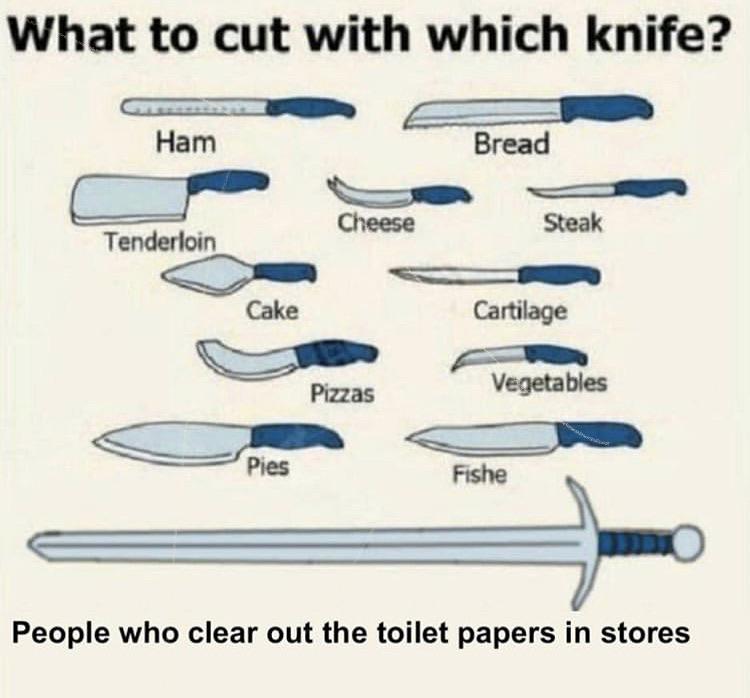 What to cut with which knife?
Ham
Bread
Tenderloin
Cheese
Steak
Cake
Cartilage
Pizzas
Vegetables
Pies
Fishe
People who clear out the toilet papers in stores